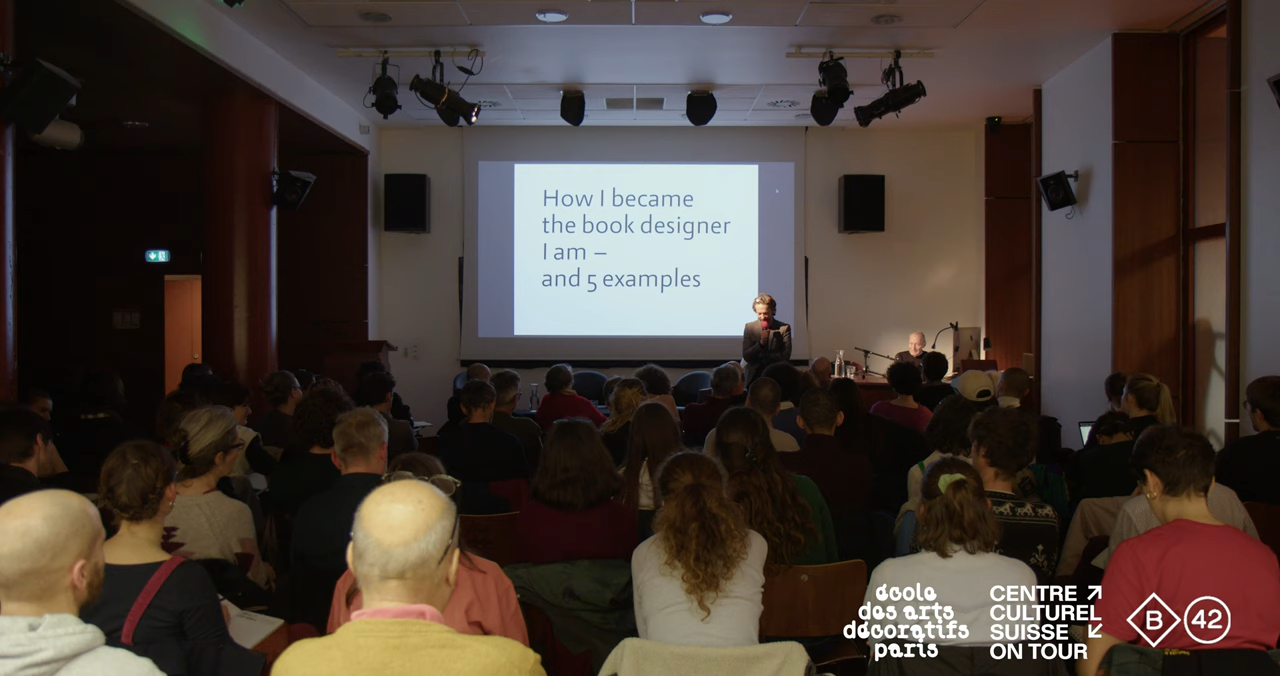 How I became
the book designer
I am –
and 5 examples
école
des arts
décoratifs
paris
CENTRE
CULTUREL
SUISSE
ON TOUR
B
42